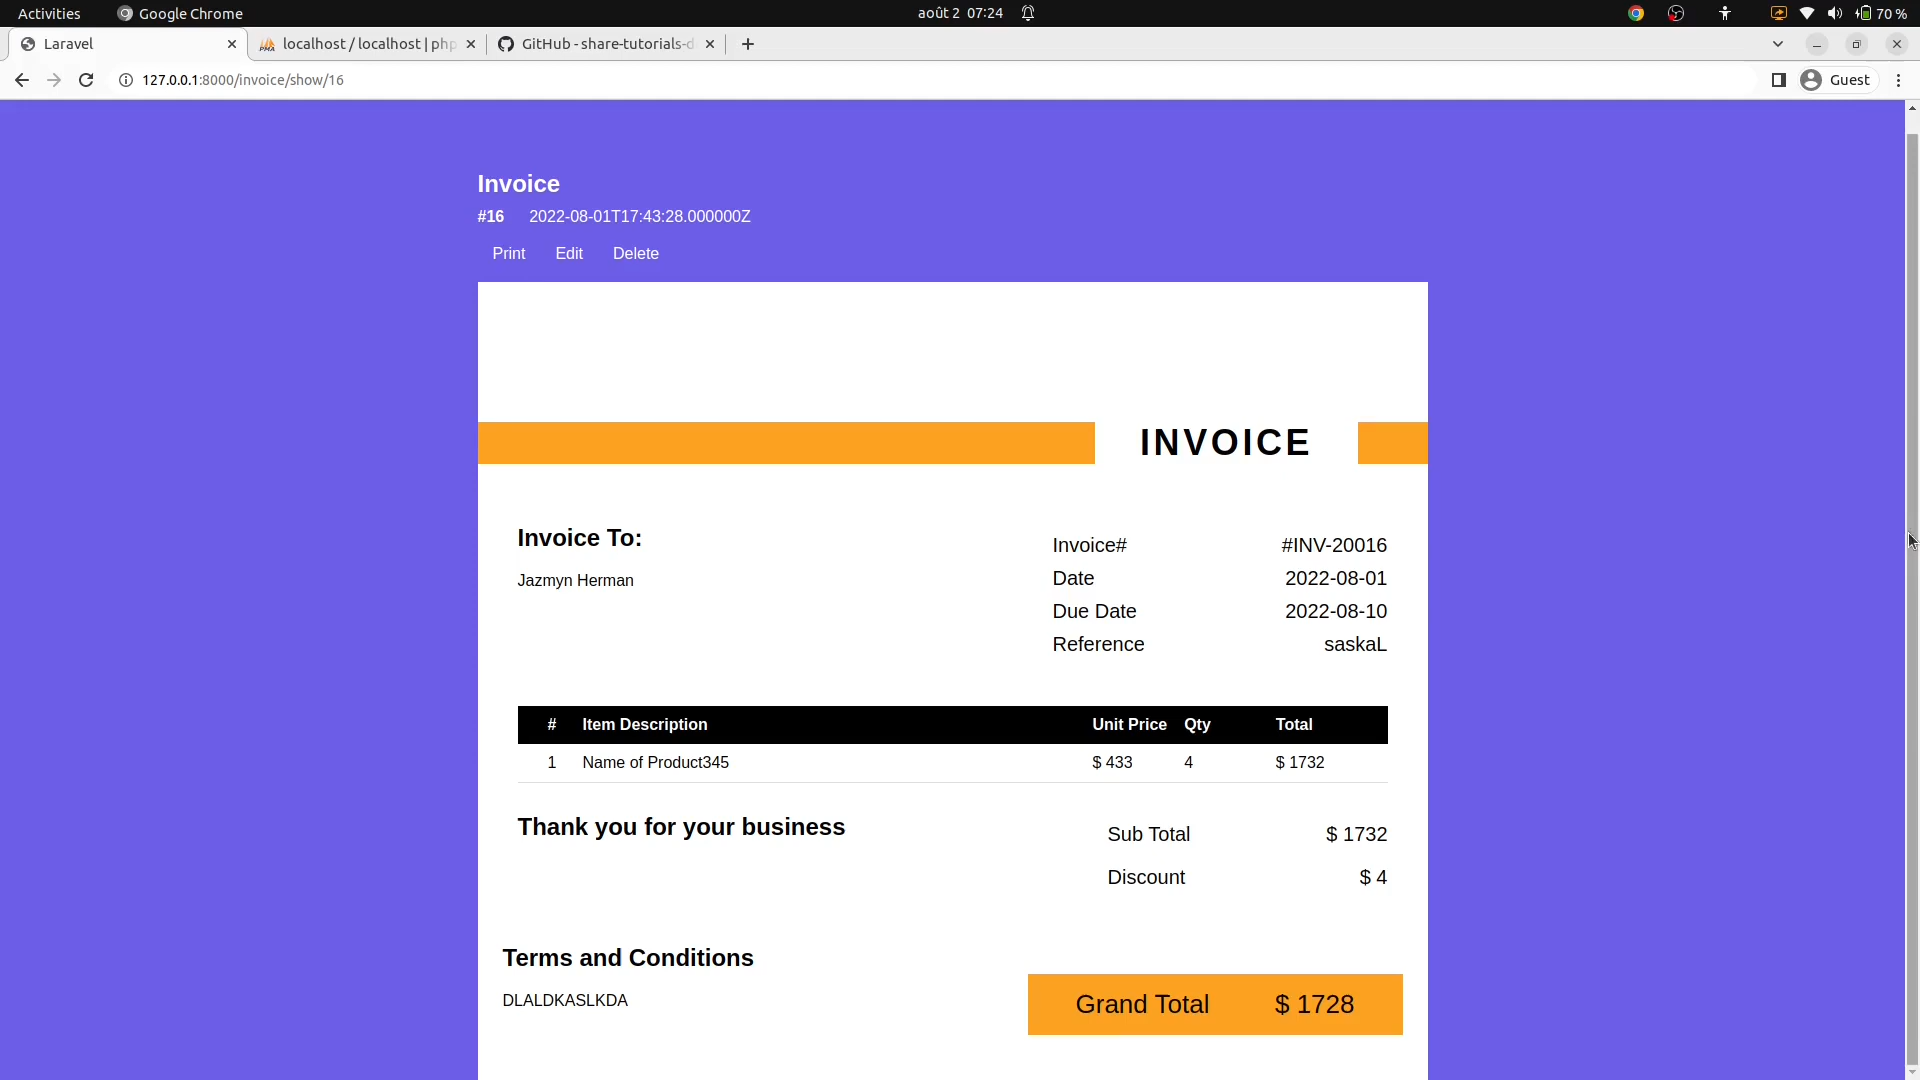 Activities Google Chrome août 2 07:24 70 %
Laravel localhost / localhost | php GitHub - share-tutorials-d
127.0.0.1:8000/invoice/show/16 Guest
Invoice
#16 2022-08-01T17:43:28.000000Z
Print Edit Delete
INVOICE
Invoice To:
Jazmyn Herman
Invoice# #INV-20016
Date 2022-08-01
Due Date 2022-08-10
Reference saskaL
# Item Description Unit Price Qty Total
1 Name of Product345 $ 433 4 $ 1732
Thank you for your business
Sub Total $ 1732
Discount $ 4
Terms and Conditions
DLALDKASLKDA
Grand Total $ 1728